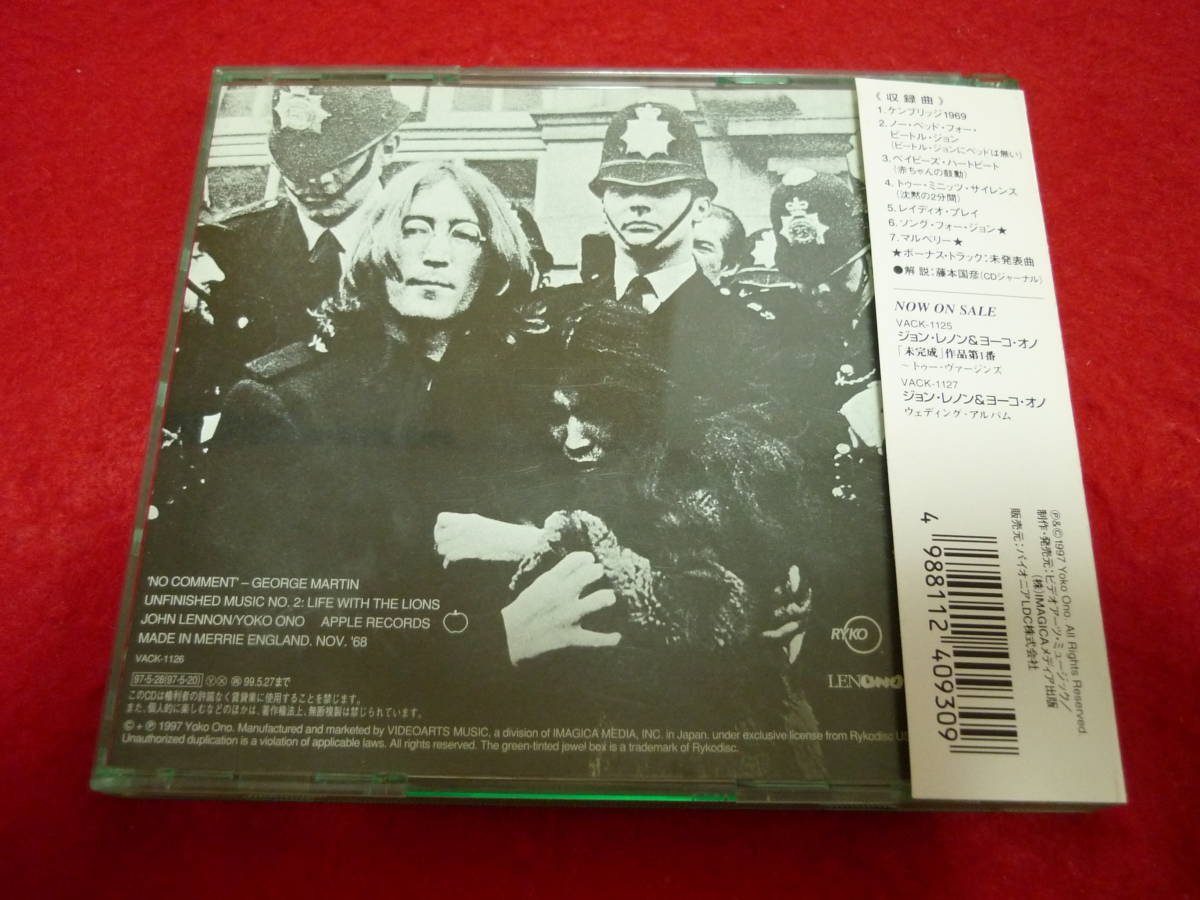 'NO COMMENT' – GEORGE MARTIN
UNFINISHED MUSIC NO. 2: LIFE WITH THE LIONS
JOHN LENNON/YOKO ONO APPLE RECORDS
MADE IN MERRIE ENGLAND. NOV. '68
VACK-1126
97-5-28(97-5-20) Ⓨ Ⓧ ㊙ 99.5.27まで
このCDは権利者の許諾なく賃貸業に使用することを禁じます。
また、個人的に楽しむなどのほかは、著作権法上、無断複製は禁じられています。
© + ℗ 1997 Yoko Ono. Manufactured and marketed by VIDEOARTS MUSIC, a division of IMAGICA MEDIA, INC. in Japan. under exclusive license from Rykodisc
Unauthorized duplication is a violation of applicable laws. All rights reserved. The green-tinted jewel box is a trademark of Rykodisc.
RYKO
LENONO
《収録曲》
1.ケンブリッジ1969
2.ノー・ベッド・フォー・
ビートル・ジョン
(ビートル・ジョンにベッドは無い)
3.ベイビーズ・ハートビート
(赤ちゃんの鼓動)
4.トゥー・ミニッツ・サイレンス
(沈黙の2分間)
5.レイディオ・プレイ
6.ソング・フォー・ジョン★
7.マルベリー★
★ボーナス・トラック:未発表曲
●解説:藤本国彦(CDジャーナル)
NOW ON SALE
VACK-1125
ジョン・レノン&ヨーコ・オノ
「未完成」作品第1番
~トゥー・ヴァージンズ
VACK-1127
ジョン・レノン&ヨーコ・オノ
ウェディング・アルバム
℗&© 1997 Yoko Ono. All Rights Reserved.
制作・発売元:ビデオアーツ・ミュージック/
(株)IMAGICAメディア出版
販売元:パイオニアLDC株式会社
4 988112 409309